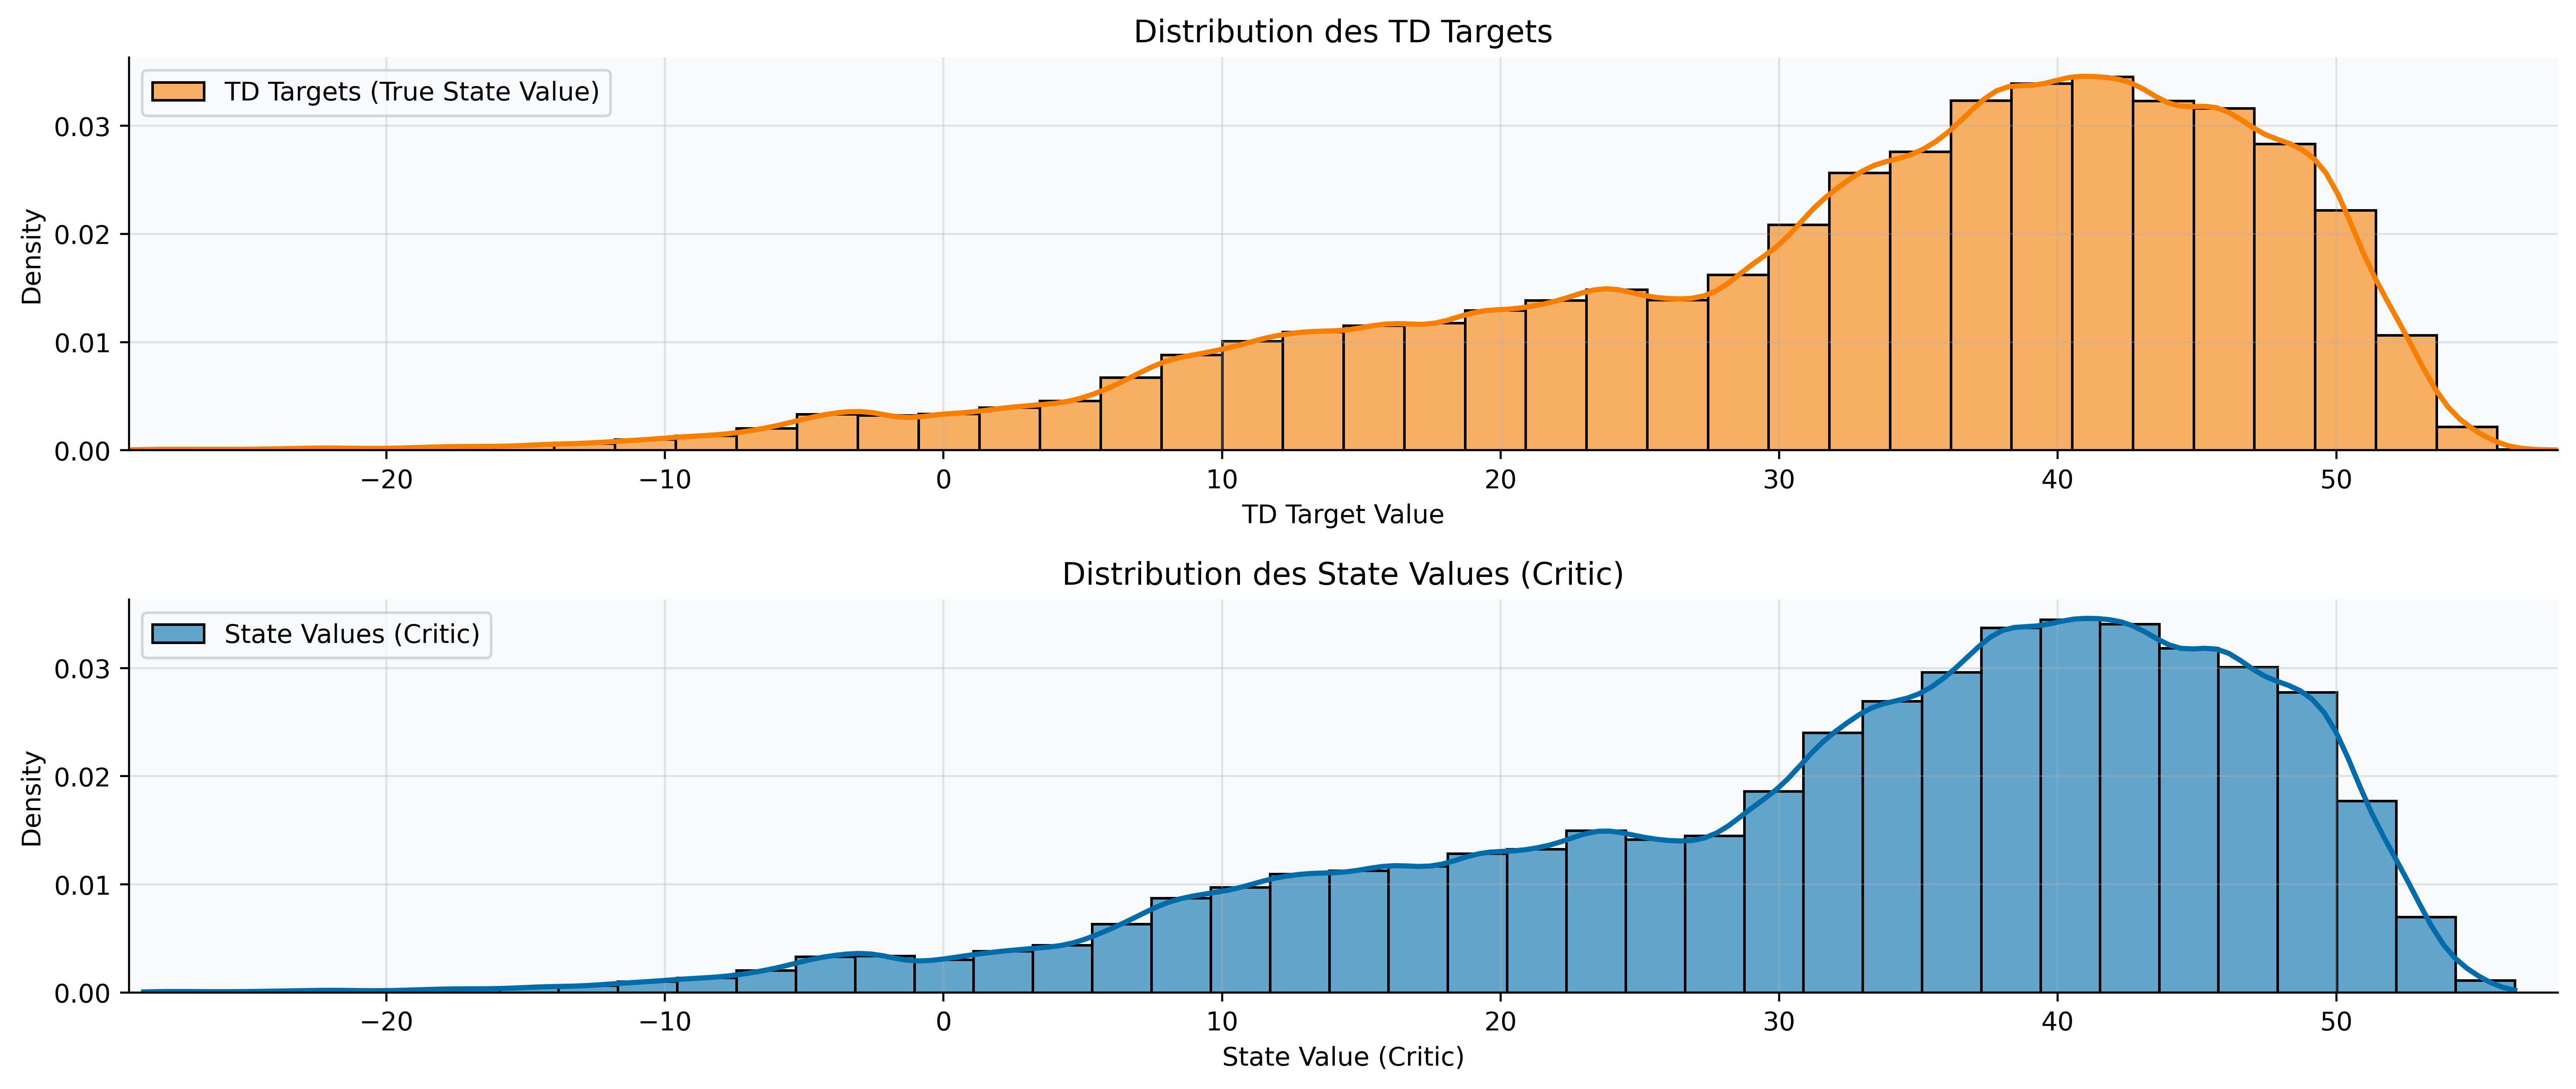 Distribution des TD Targets
TD Targets (True State Value)
Density
0.03
0.02
0.01
0.00
−20 −10 0 10 20 30 40 50
TD Target Value
Distribution des State Values (Critic)
State Values (Critic)
Density
0.03
0.02
0.01
0.00
−20 −10 0 10 20 30 40 50
State Value (Critic)